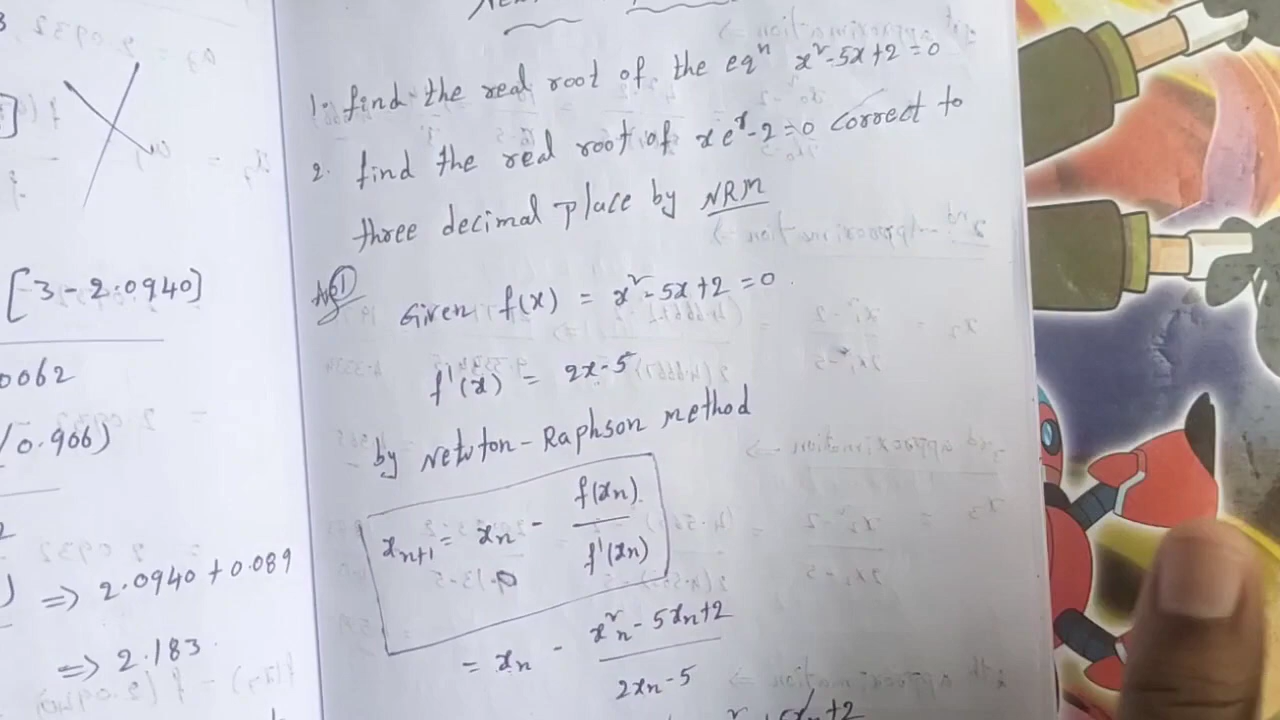 [3-2.0940]
0062
/0.906)
=> 2.0940 + 0.089
=> 2.183
1. find the real root of the eqⁿ x²-5x+2=0
2. find the real root of xeˣ-2=0 correct to
three decimal place by NRM
Given f(x) = x²-5x+2=0.
f'(x) = 2x-5
by Newton-Raphson method
xn+1 = xn - f(xn) / f'(xn)
= xn - x²n - 5xn+2 / 2xn-5